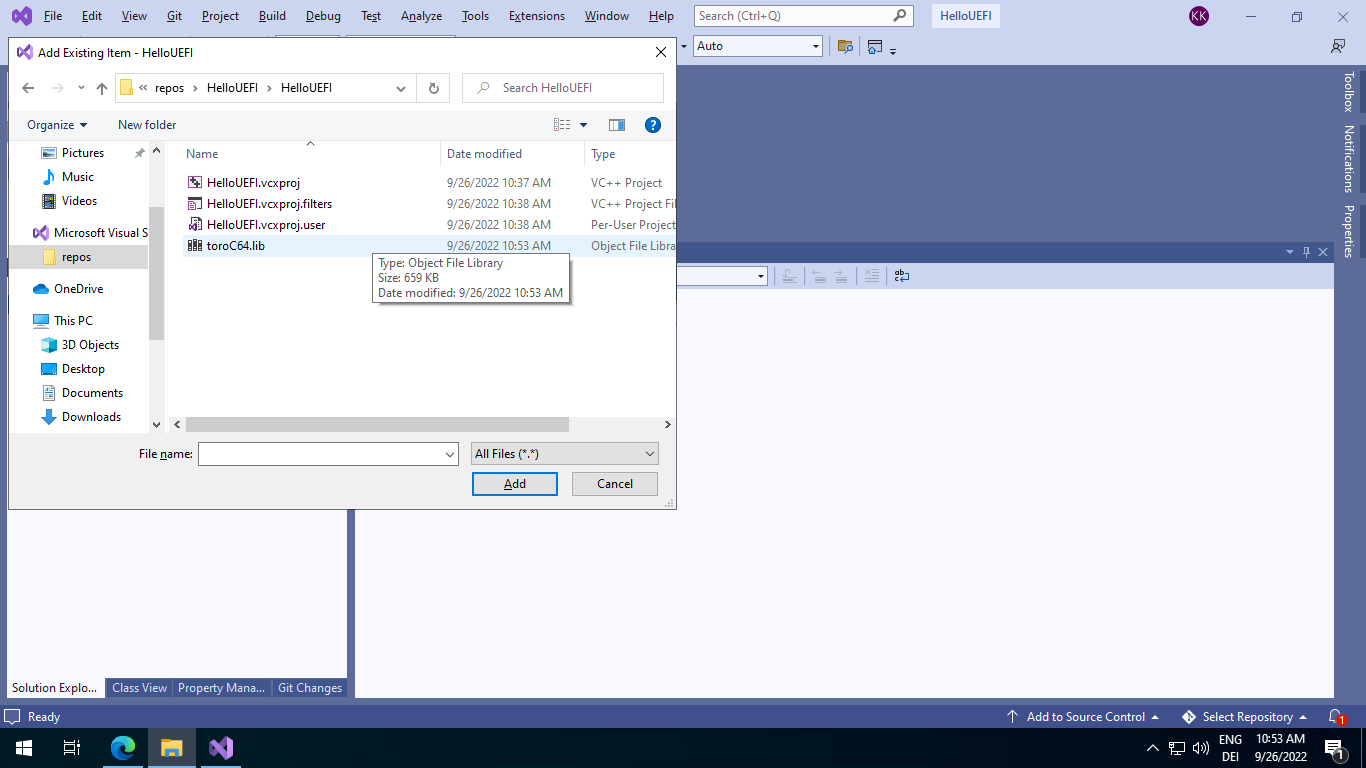 File Edit View Git Project Build Debug Test Analyze Tools Extensions Window Help Search (Ctrl+Q) HelloUEFI KK
Add Existing Item - HelloUEFI
Auto
« repos HelloUEFI HelloUEFI Search HelloUEFI
Organize New folder
Name Date modified Type
Pictures
Music
Videos
Microsoft Visual S
repos
OneDrive
This PC
3D Objects
Desktop
Documents
Downloads
HelloUEFI.vcxproj 9/26/2022 10:37 AM VC++ Project
HelloUEFI.vcxproj.filters 9/26/2022 10:38 AM VC++ Project Fil
HelloUEFI.vcxproj.user 9/26/2022 10:38 AM Per-User Project
toroC64.lib 9/26/2022 10:53 AM Object File Libra
Type: Object File Library
Size: 659 KB
Date modified: 9/26/2022 10:53 AM
File name: All Files (*.*)
Add Cancel
Toolbox
Notifications
Properties
Solution Explo... Class View Property Mana... Git Changes
Ready Add to Source Control Select Repository 1
ENG 10:53 AM
DEI 9/26/2022 1